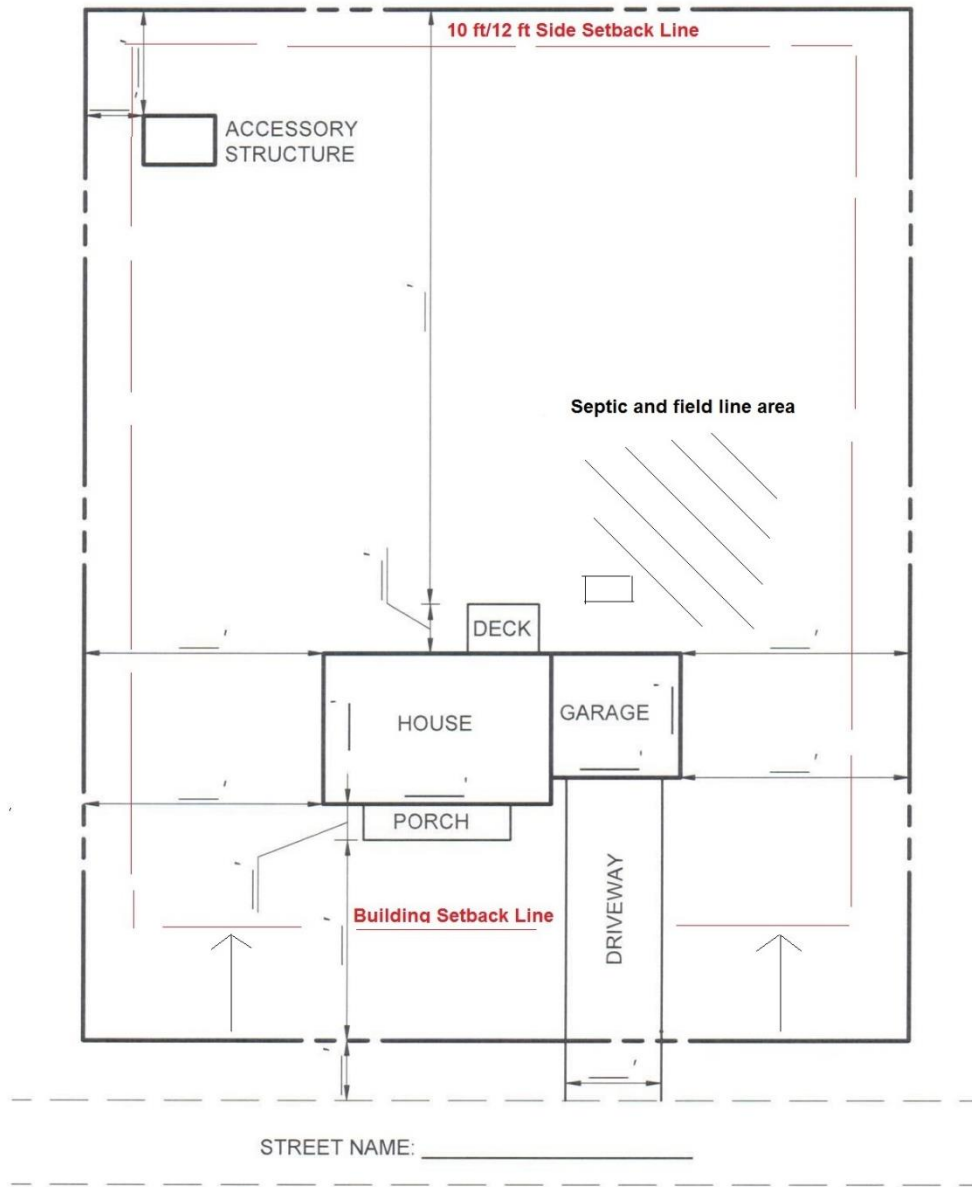 10 ft/12 ft Side Setback Line
ACCESSORY
STRUCTURE
Septic and field line area
DECK
HOUSE
GARAGE
PORCH
Building Setback Line
DRIVEWAY
STREET NAME: